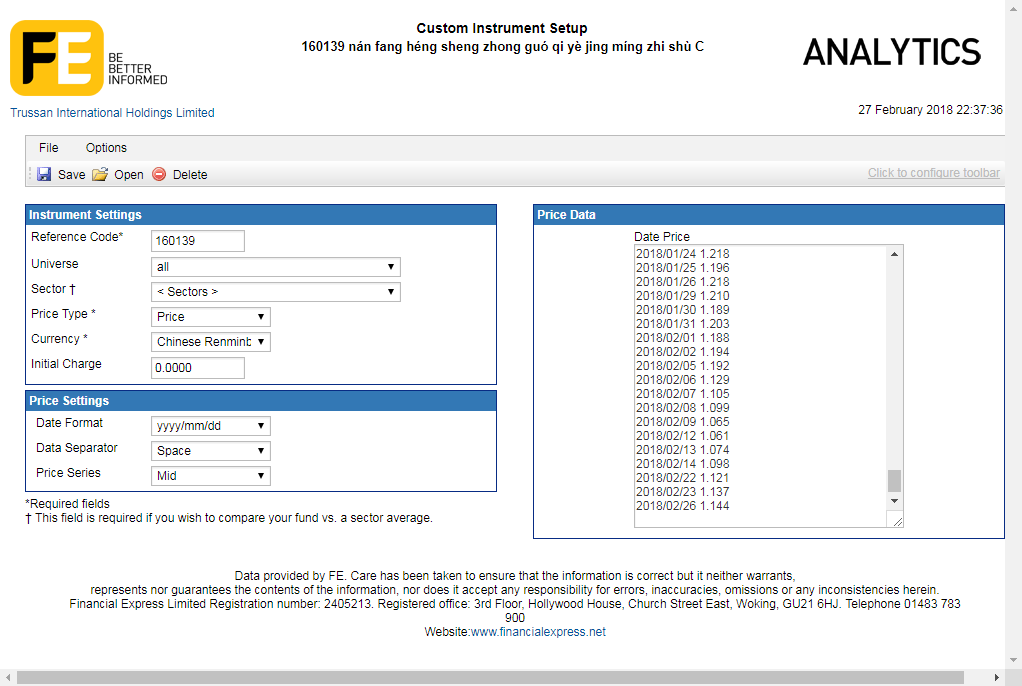 FE
BE
BETTER
INFORMED
Custom Instrument Setup
160139 nán fang héng sheng zhong guó qi yè jing míng zhi shù C
ANALYTICS
Trussan International Holdings Limited
27 February 2018 22:37:36
File Options
Save Open Delete
Click to configure toolbar
Instrument Settings
Reference Code* 160139
Universe all
Sector † < Sectors >
Price Type * Price
Currency * Chinese Renminb
Initial Charge 0.0000
Price Settings
Date Format yyyy/mm/dd
Data Separator Space
Price Series Mid
*Required fields
† This field is required if you wish to compare your fund vs. a sector average.
Price Data
Date Price
2018/01/24 1.218
2018/01/25 1.196
2018/01/26 1.218
2018/01/29 1.210
2018/01/30 1.189
2018/01/31 1.203
2018/02/01 1.188
2018/02/02 1.194
2018/02/05 1.192
2018/02/06 1.129
2018/02/07 1.105
2018/02/08 1.099
2018/02/09 1.065
2018/02/12 1.061
2018/02/13 1.074
2018/02/14 1.098
2018/02/22 1.121
2018/02/23 1.137
2018/02/26 1.144
Data provided by FE. Care has been taken to ensure that the information is correct but it neither warrants,
represents nor guarantees the contents of the information, nor does it accept any responsibility for errors, inaccuracies, omissions or any inconsistencies herein.
Financial Express Limited Registration number: 2405213. Registered office: 3rd Floor, Hollywood House, Church Street East, Woking, GU21 6HJ. Telephone 01483 783
900
Website:www.financialexpress.net